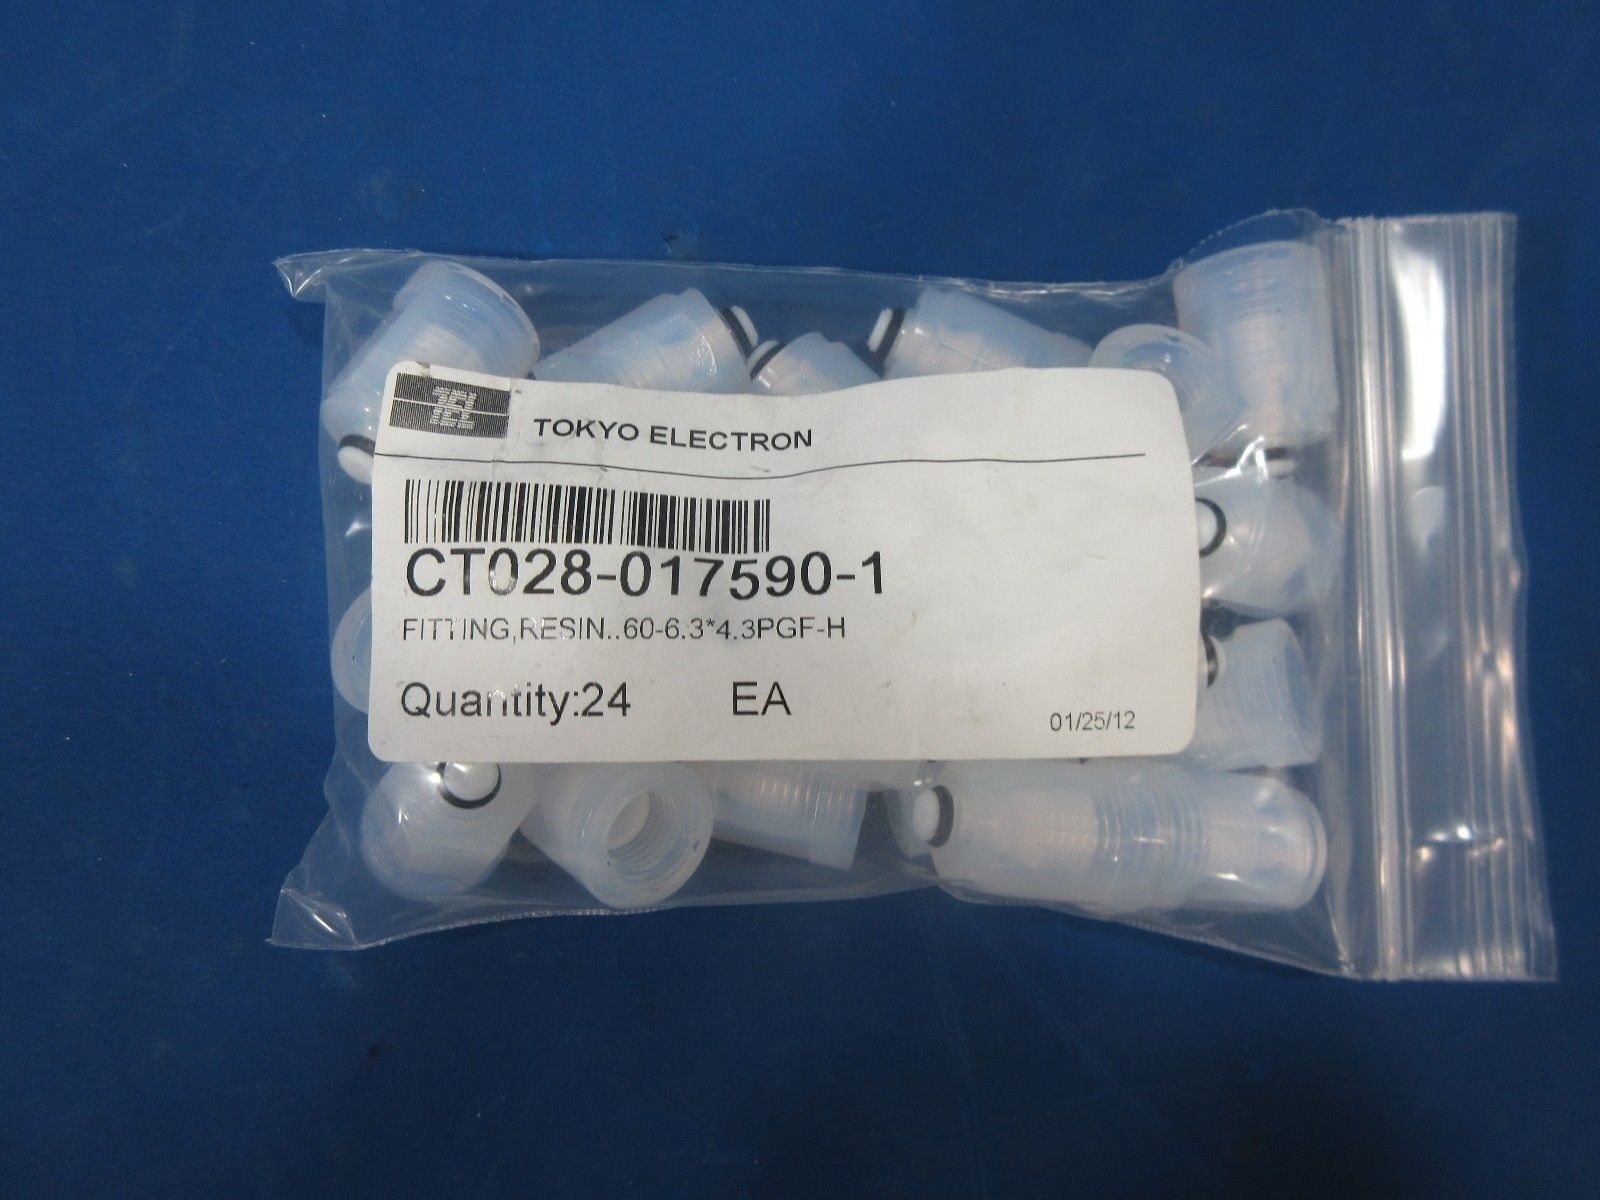 TEL
TOKYO ELECTRON
CT028-017590-1
FITTING,RESIN..60-6.3*4.3PGF-H
Quantity:24 EA
01/25/12